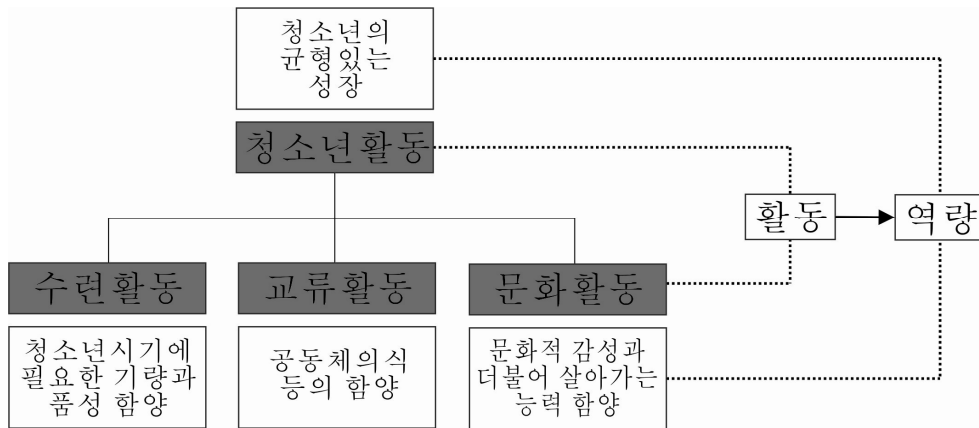 청소년의
균형있는
성장
청소년활동
활동
역량
수련활동
교류활동
문화활동
청소년시기에
필요한 기량과
품성 함양
공동체의식
등의 함양
문화적 감성과
더불어 살아가는
능력 함양